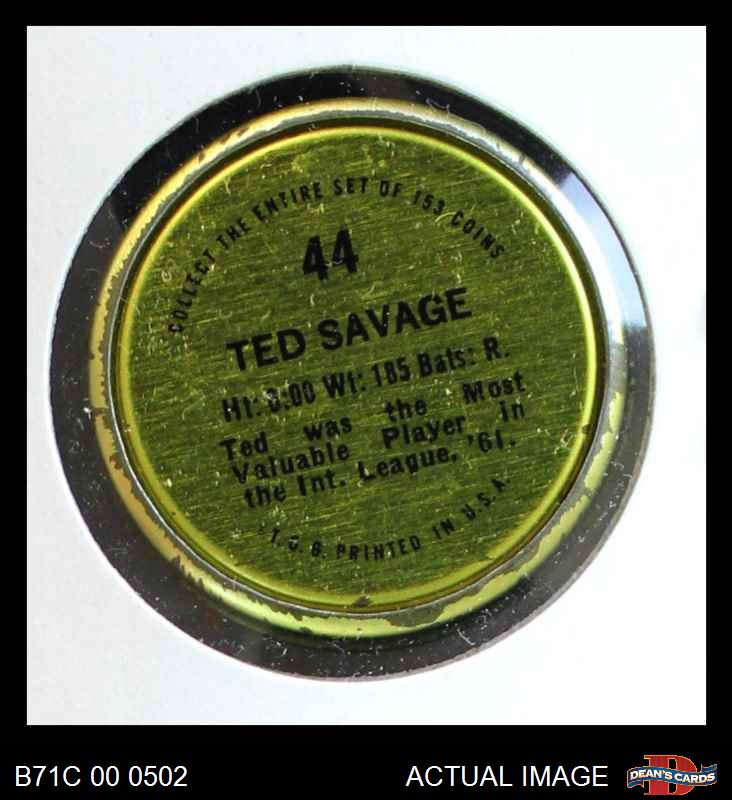 COLLECT THE ENTIRE SET OF 153 COINS
44
TED SAVAGE
Ht: 6:00 Wt: 185 Bats: R.
Ted was the Most
Valuable Player in
the Int. League, '61.
T.C.G. PRINTED IN U.S.A.
B71C 00 0502
ACTUAL IMAGE
DEAN'S CARDS